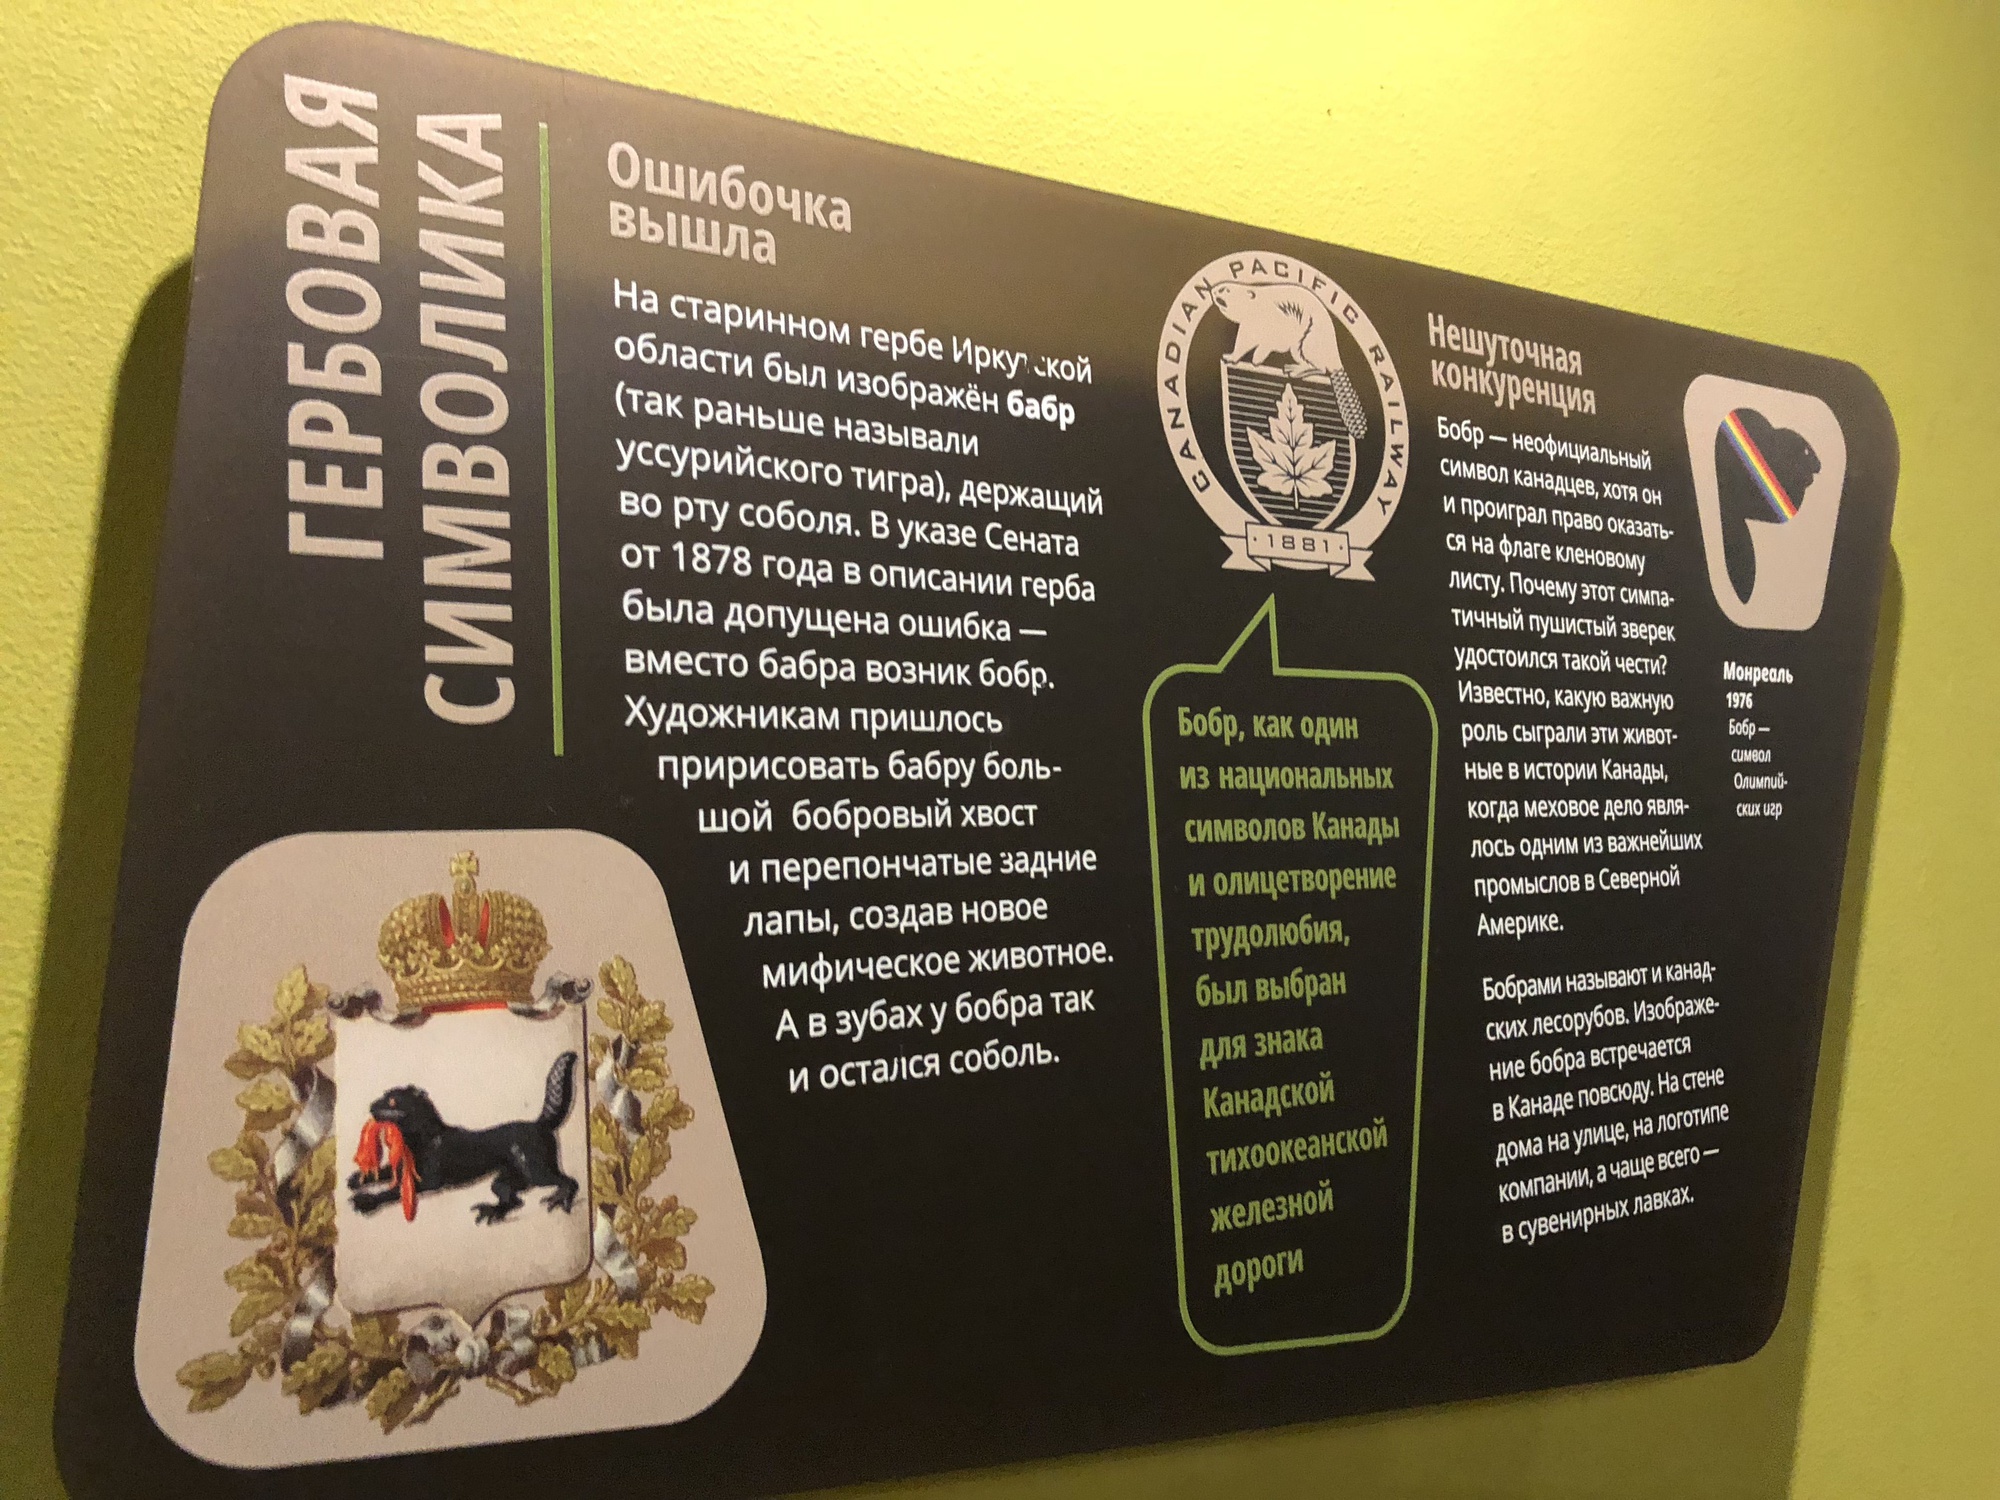 ГЕРБОВАЯ
СИМВОЛИКА
Ошибочка
вышла
На старинном гербе Иркутской
области был изображён бабр
(так раньше называли
уссурийского тигра), держащий
во рту соболя. В указе Сената
от 1878 года в описании герба
была допущена ошибка —
вместо бабра возник бобр.
Художникам пришлось
пририсовать бабру боль-
шой бобровый хвост
и перепончатые задние
лапы, создав новое
мифическое животное.
А в зубах у бобра так
и остался соболь.
CANADIAN PACIFIC RAILWAY
·1881·
Бобр, как один
из национальных
символов Канады
и олицетворение
трудолюбия,
был выбран
для знака
Канадской
тихоокеанской
железной
дороги
Нешуточная
конкуренция
Бобр — неофициальный
символ канадцев, хотя он
и проиграл право оказать-
ся на флаге кленовому
листу. Почему этот симпа-
тичный пушистый зверек
удостоился такой чести?
Известно, какую важную
роль сыграли эти живот-
ные в истории Канады,
когда меховое дело явля-
лось одним из важнейших
промыслов в Северной
Америке.
Бобрами называют и канад-
ских лесорубов. Изображе-
ние бобра встречается
в Канаде повсюду. На стене
дома на улице, на логотипе
компании, а чаще всего —
в сувенирных лавках.
Монреаль
1976
Бобр —
символ
Олимпий-
ских игр